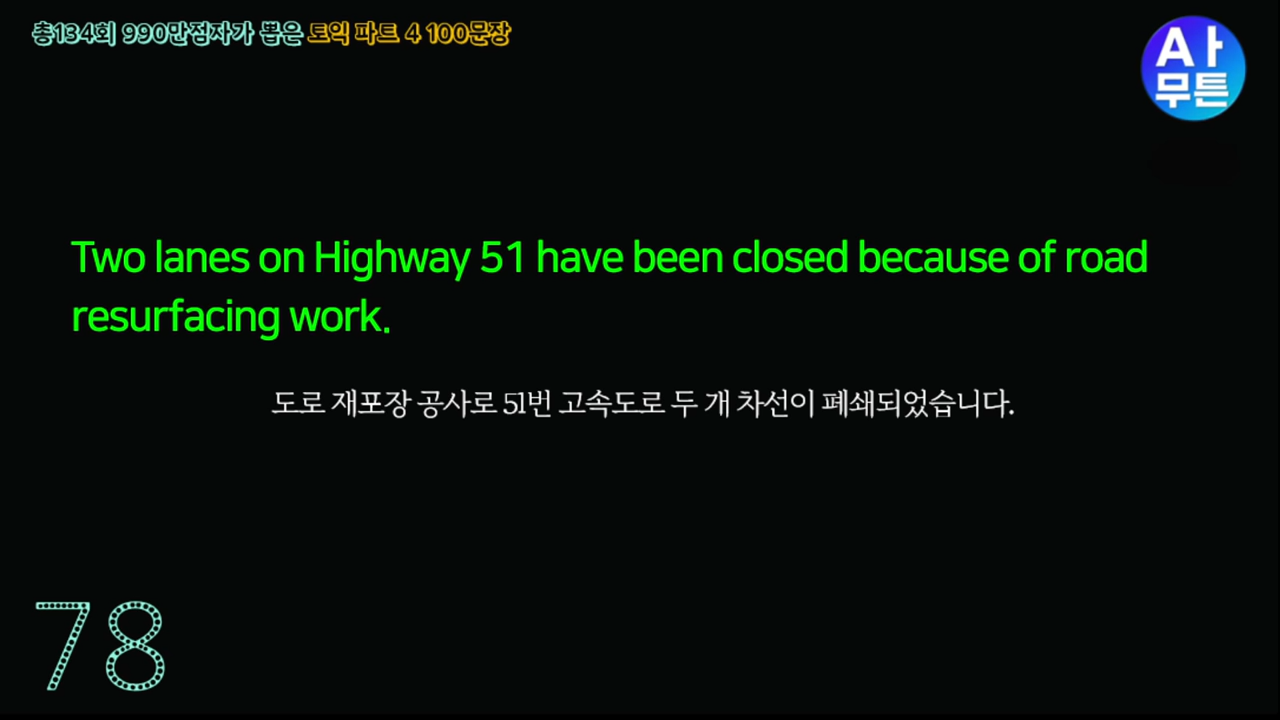 총134회 990만점자가 뽑은 토익 파트 4 100문장
사
무튼
Two lanes on Highway 51 have been closed because of road
resurfacing work.
도로 재포장 공사로 51번 고속도로 두 개 차선이 폐쇄되었습니다.
78